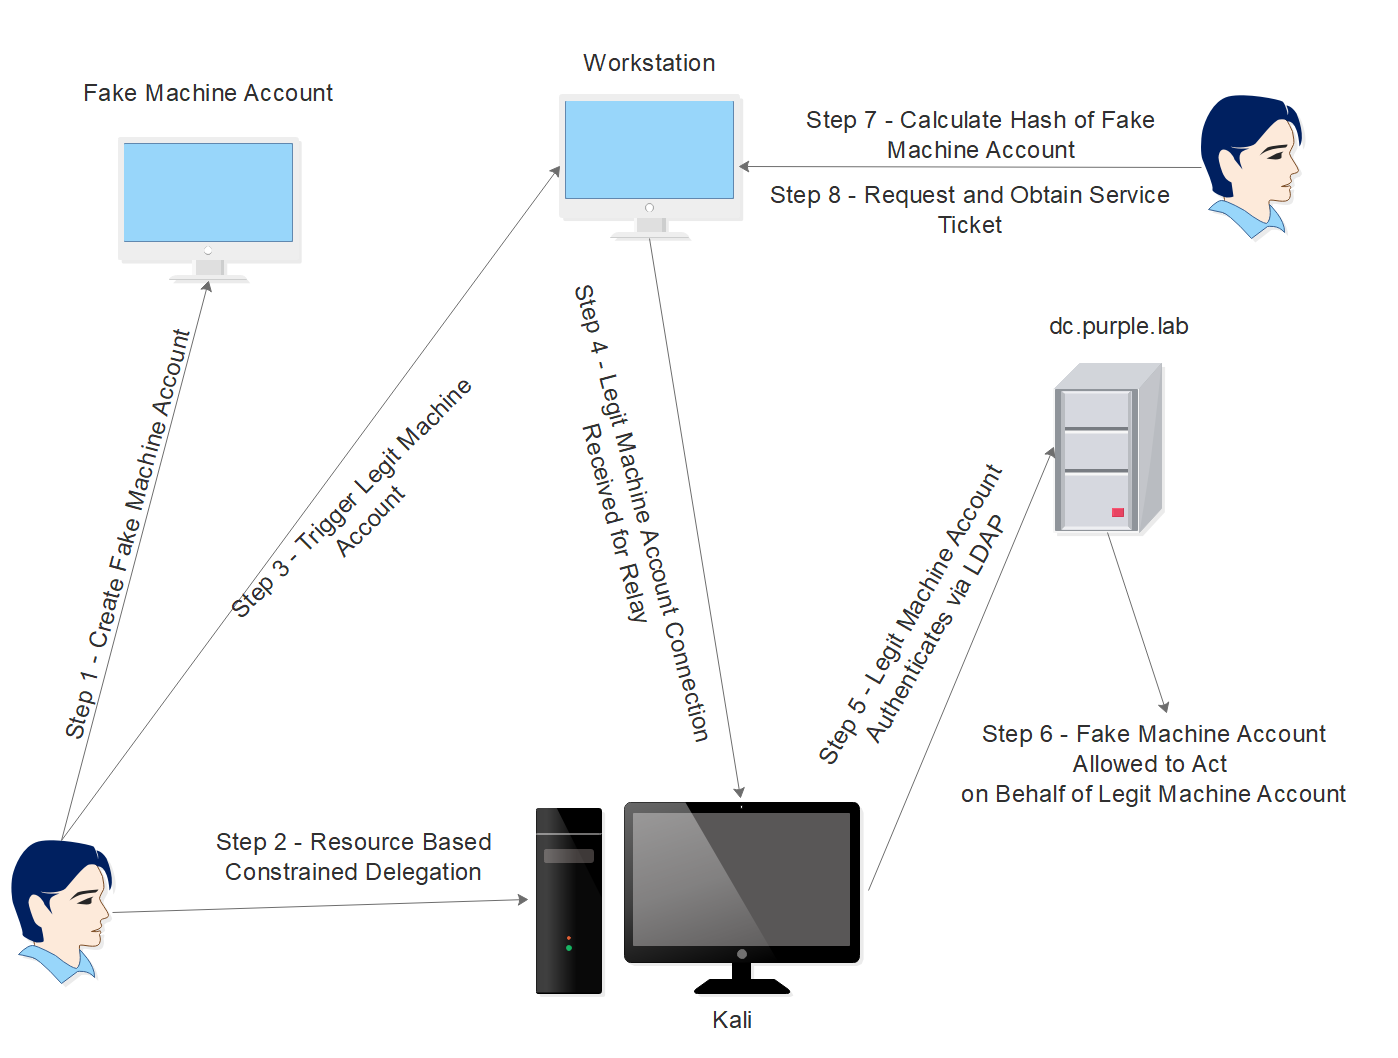 Workstation
Fake Machine Account
Step 7 - Calculate Hash of Fake
Machine Account
Step 8 - Request and Obtain Service
Ticket
dc.purple.lab
Step 1 - Create Fake Machine Account
Step 3 - Trigger Legit Machine
Account
Step 4 - Legit Machine Account Connection
Received for Relay
Step 5 - Legit Machine Account
Authenticates via LDAP
Step 6 - Fake Machine Account
Allowed to Act
on Behalf of Legit Machine Account
Step 2 - Resource Based
Constrained Delegation
Kali